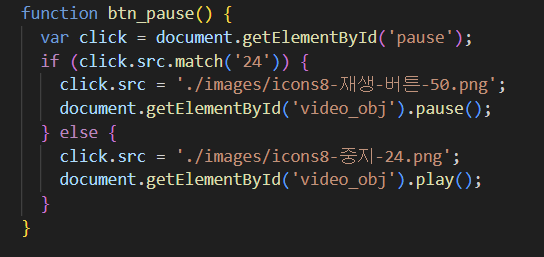 function btn_pause() {
var click = document.getElementById('pause');
if (click.src.match('24')) {
click.src = './images/icons8-재생-버튼-50.png';
document.getElementById('video_obj').pause();
} else {
click.src = './images/icons8-중지-24.png';
document.getElementById('video_obj').play();
}
}